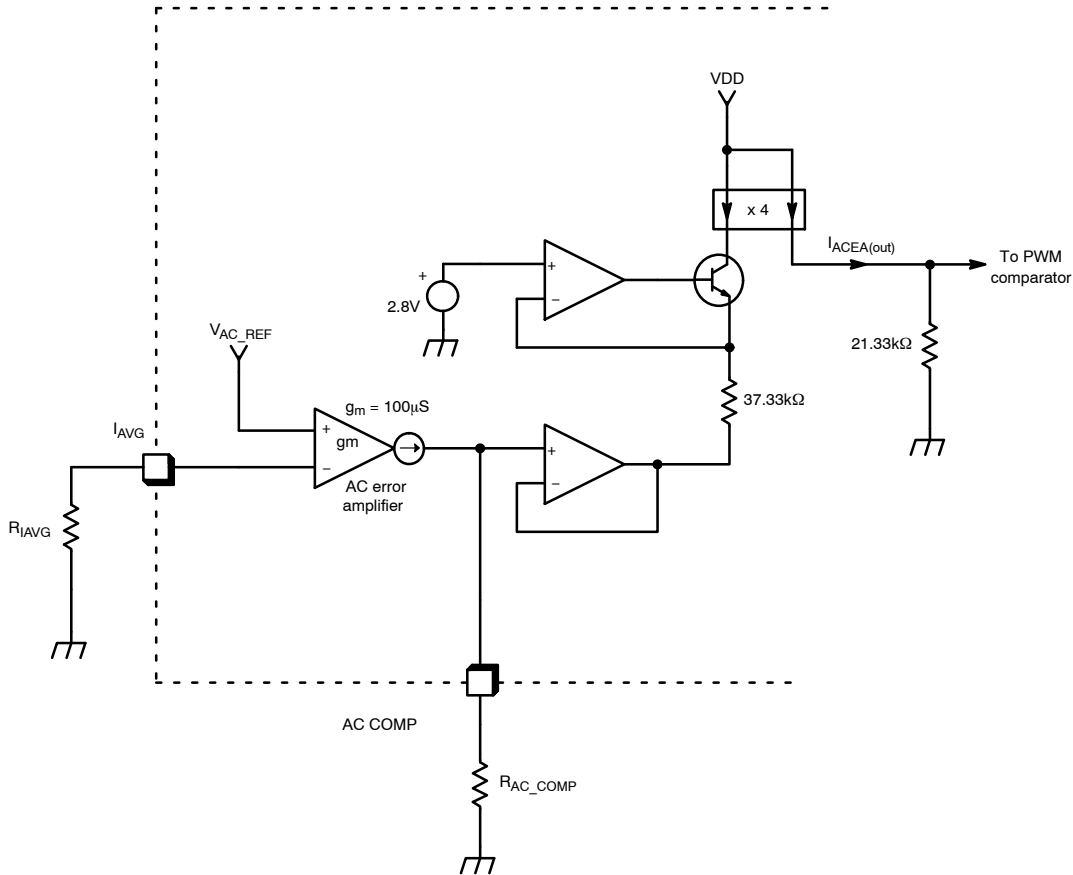 VDD
x 4
I_ACEA(out)
To PWM
comparator
+
2.8V
+
−
21.33kΩ
V_AC_REF
37.33kΩ
g_m = 100μS
I_AVG
+
gm
−
+
−
AC error
amplifier
R_IAVG
AC COMP
R_AC_COMP